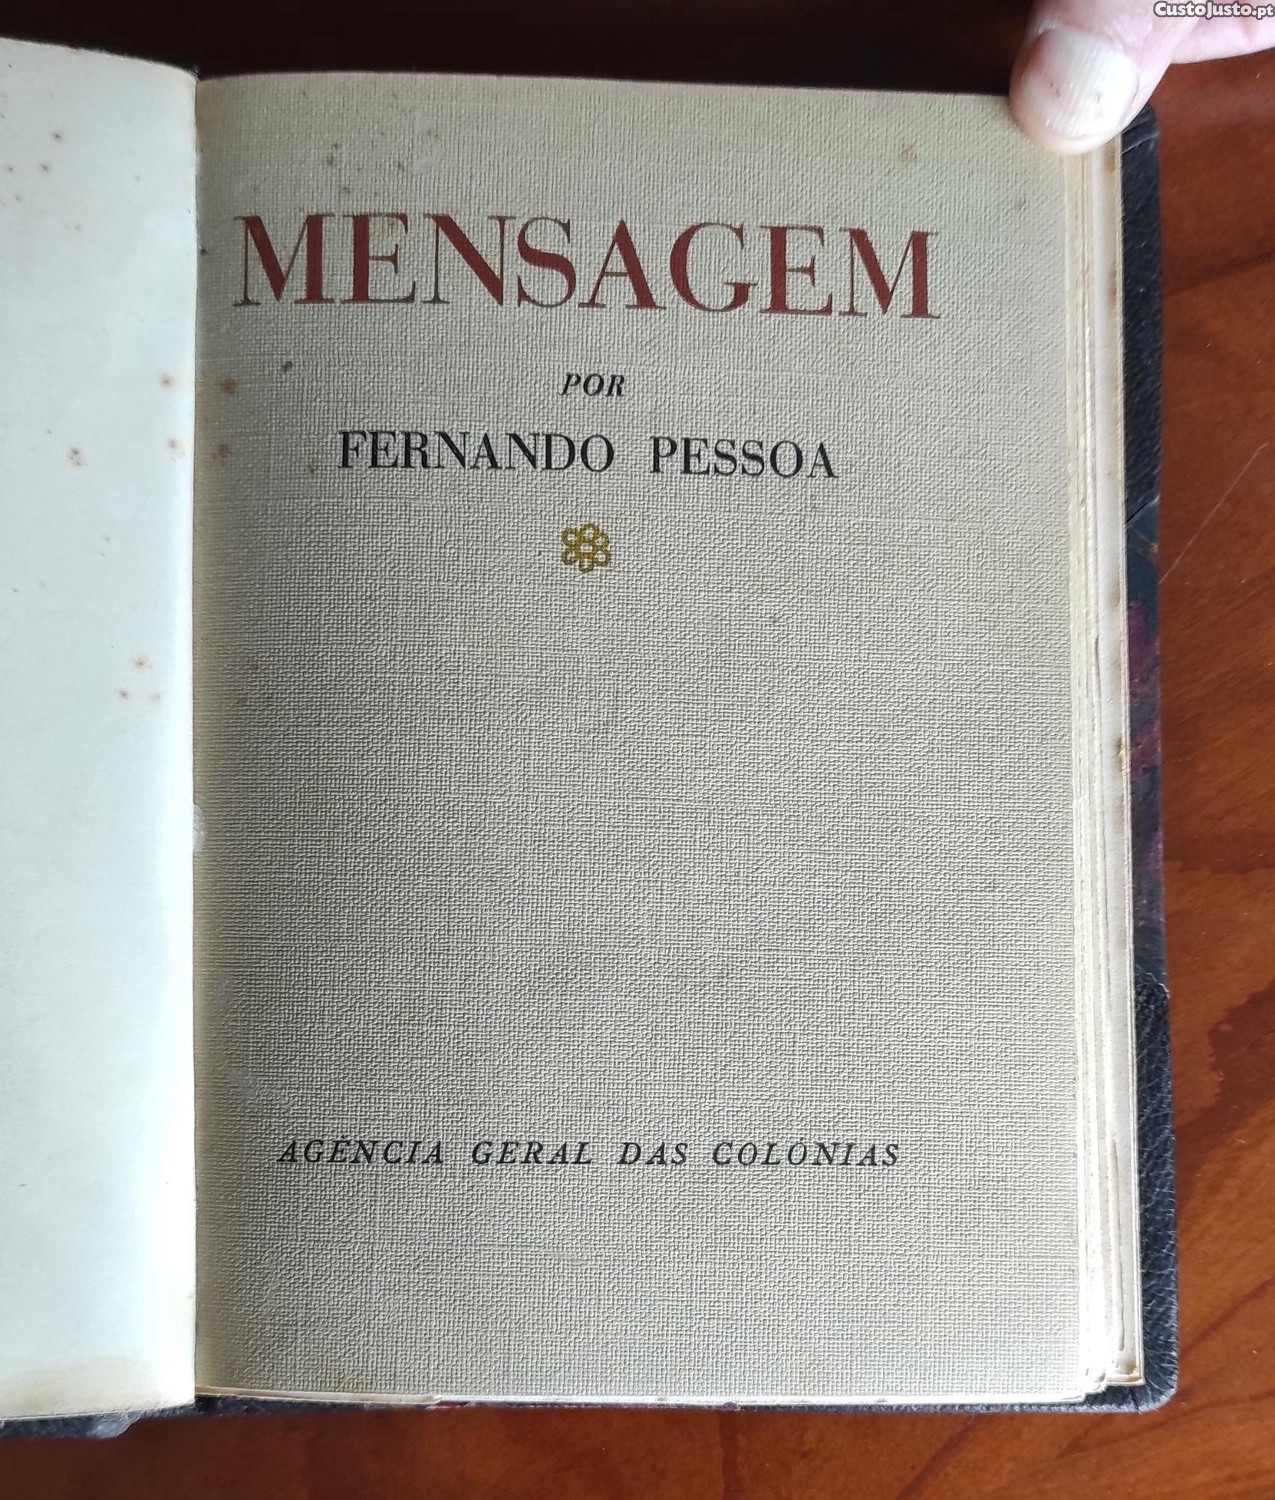 CustoJusto.pt
MENSAGEM
POR
FERNANDO PESSOA
AGÊNCIA GERAL DAS COLÓNIAS